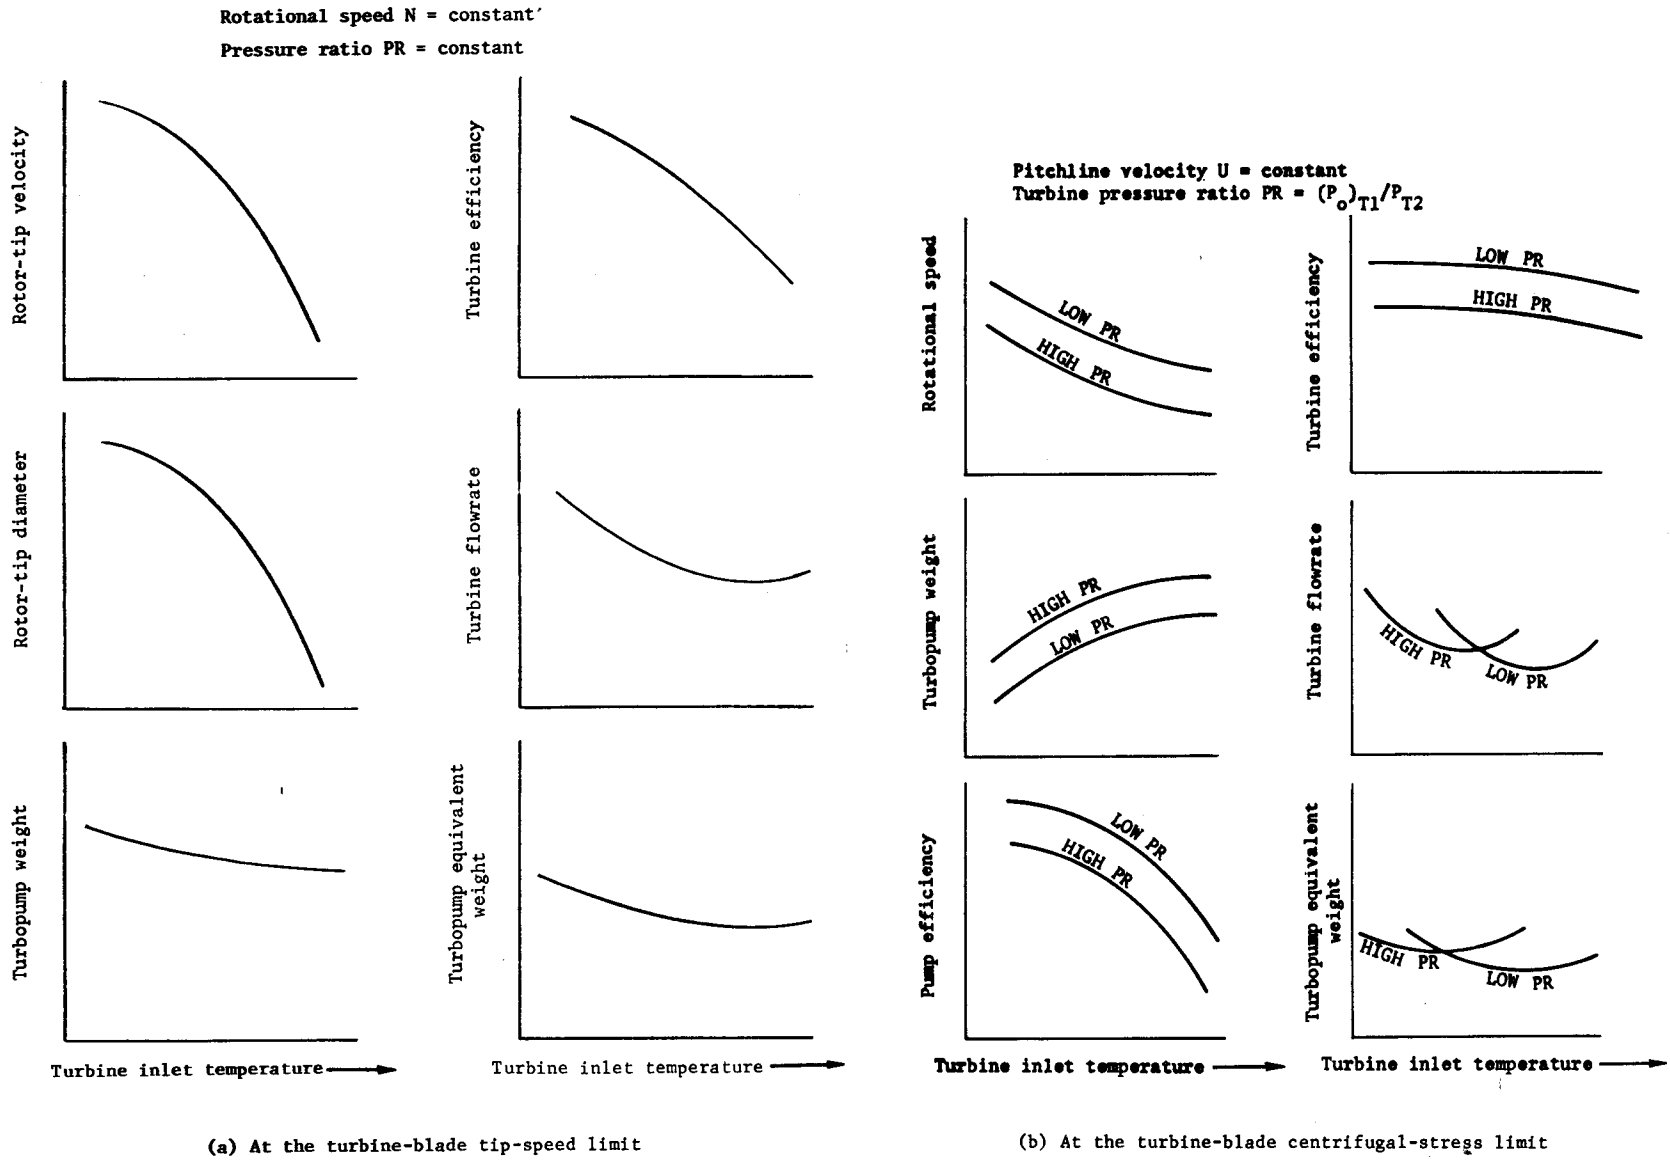 Rotational speed N = constant
Pressure ratio PR = constant
Rotor-tip velocity
Turbine efficiency
Rotor-tip diameter
Turbine flowrate
Turbopump weight
Turbopump equivalent
weight
Turbine inlet temperature
Turbine inlet temperature
(a) At the turbine-blade tip-speed limit
Pitchline velocity U = constant
Turbine pressure ratio PR = (Po)T1/PT2
Rotational speed
LOW PR
HIGH PR
Turbine efficiency
LOW PR
HIGH PR
Turbopump weight
HIGH PR
LOW PR
Turbine flowrate
HIGH PR
LOW PR
Pump efficiency
LOW PR
HIGH PR
Turbopump equivalent
weight
HIGH PR
LOW PR
Turbine inlet temperature
Turbine inlet temperature
(b) At the turbine-blade centrifugal-stress limit